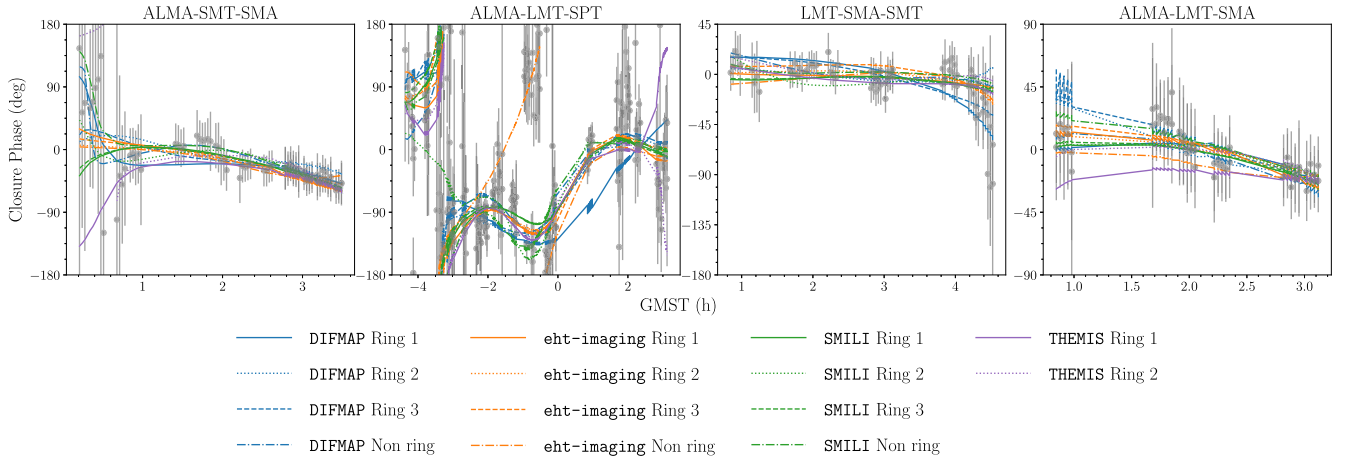 ALMA-SMT-SMA ALMA-LMT-SPT LMT-SMA-SMT ALMA-LMT-SMA
Closure Phase (deg)
180 90 0 −90 −180
180 90 0 −90 −180
45 0 −45 −90 −135 −180
90 45 0 −45 −90
1 3 −4 −2 0 2 1 2 3 4 1.0 1.5 2.0 2.5 3.0
GMST (h)
DIFMAP Ring 1 eht-imaging Ring 1 SMILI Ring 1 THEMIS Ring 1
DIFMAP Ring 2 eht-imaging Ring 2 SMILI Ring 2 THEMIS Ring 2
DIFMAP Ring 3 eht-imaging Ring 3 SMILI Ring 3
DIFMAP Non ring eht-imaging Non ring SMILI Non ring